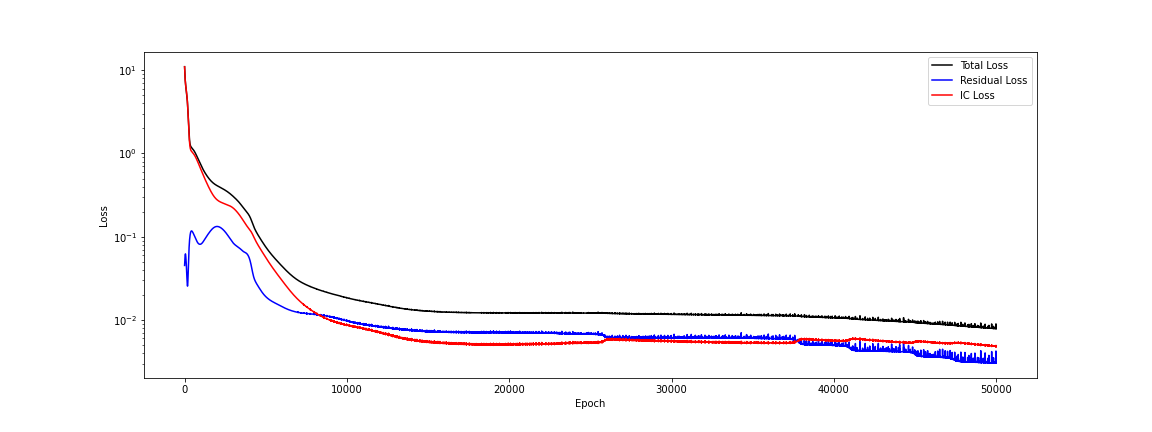 10¹
10⁰
10⁻¹
10⁻²
Loss
0
10000
20000
30000
40000
50000
Epoch
Total Loss
Residual Loss
IC Loss